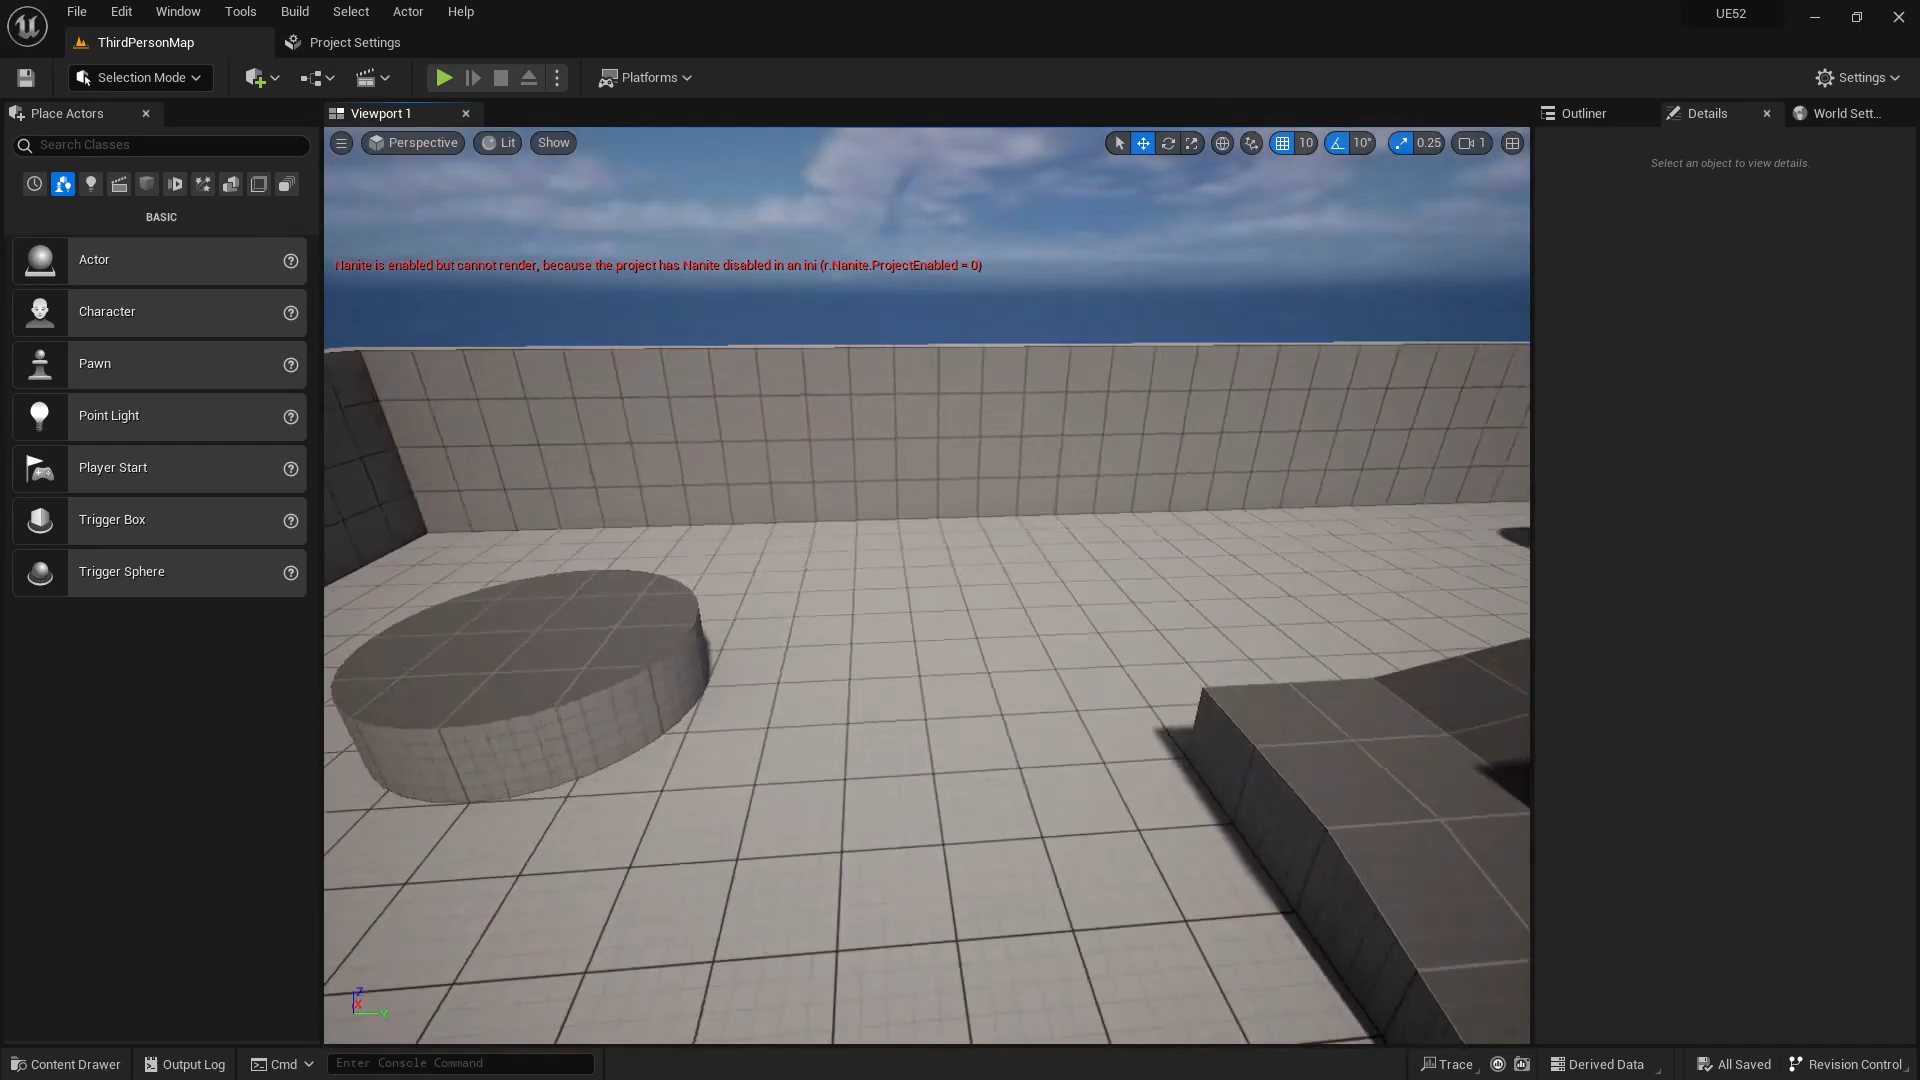 File Edit Window Tools Build Select Actor Help
UE52
ThirdPersonMap
Project Settings
Selection Mode
Platforms
Settings
Place Actors
Viewport 1
Outliner
Details
World Sett...
Search Classes
Perspective
Lit
Show
10
10°
0.25
1
Select an object to view details.
BASIC
Actor
Nanite is enabled but cannot render, because the project has Nanite disabled in an ini (r.Nanite.ProjectEnabled = 0)
Character
Pawn
Point Light
Player Start
Trigger Box
Trigger Sphere
Z
X
Y
Content Drawer
Output Log
Cmd
Enter Console Command
Trace
Derived Data
All Saved
Revision Control